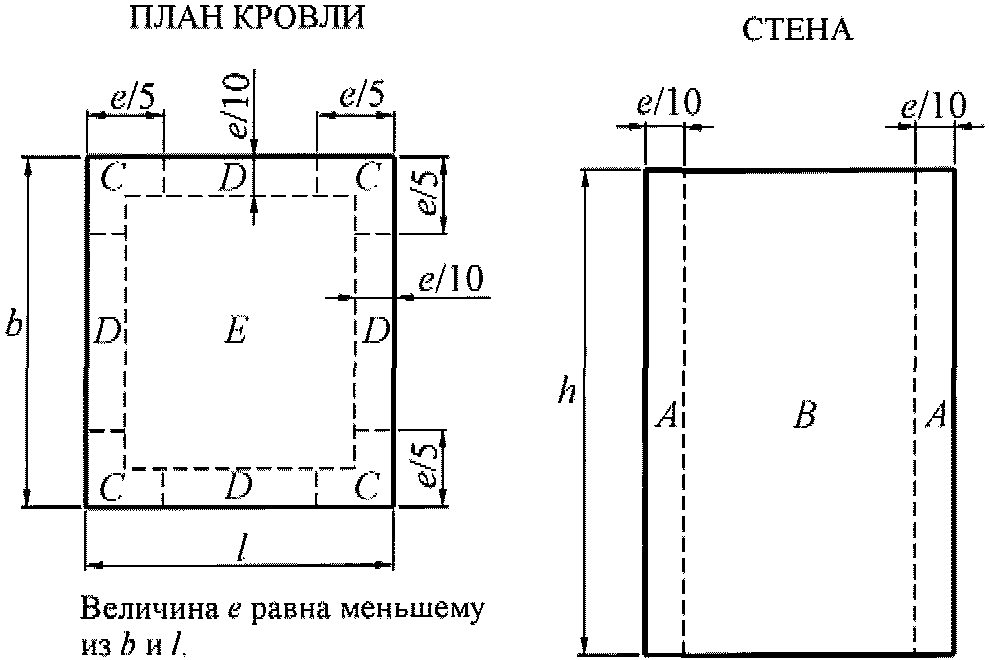 ПЛАН КРОВЛИ
СТЕНА
e/5
e/10
e/5
e/10
e/10
C
D
C
e/5
e/10
b
D
E
D
h
A
B
A
C
D
C
e/5
l
Величина e равна меньшему
из b и l.